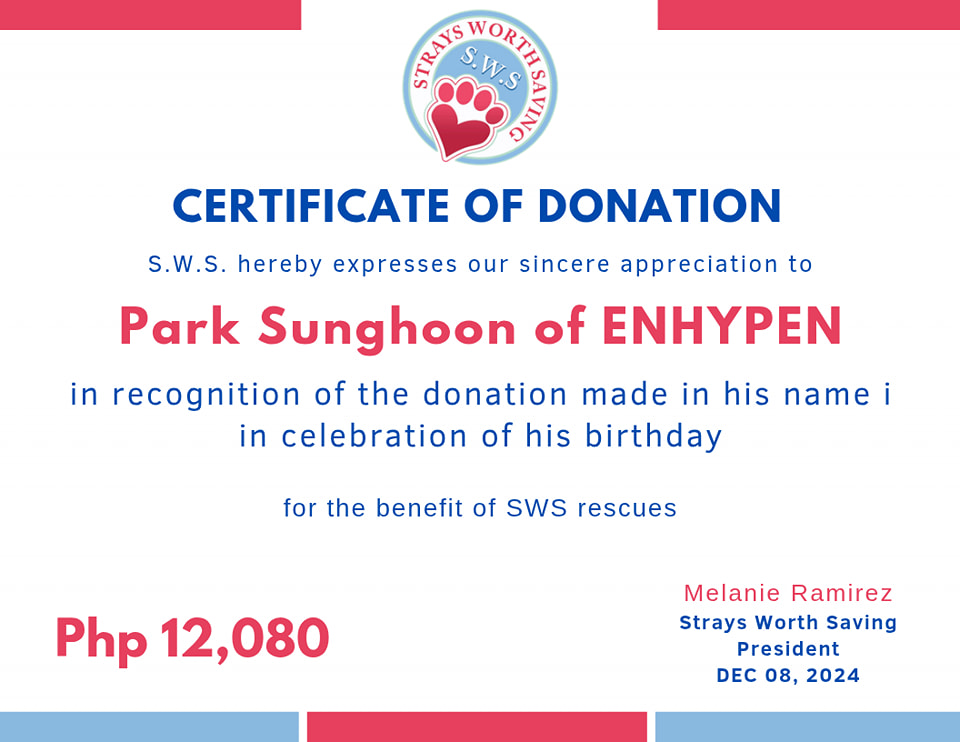 STRAYS WORTH SAVING
S.W.S
CERTIFICATE OF DONATION
S.W.S. hereby expresses our sincere appreciation to
Park Sunghoon of ENHYPEN
in recognition of the donation made in his name i
in celebration of his birthday
for the benefit of SWS rescues
Php 12,080
Melanie Ramirez
Strays Worth Saving
President
DEC 08, 2024